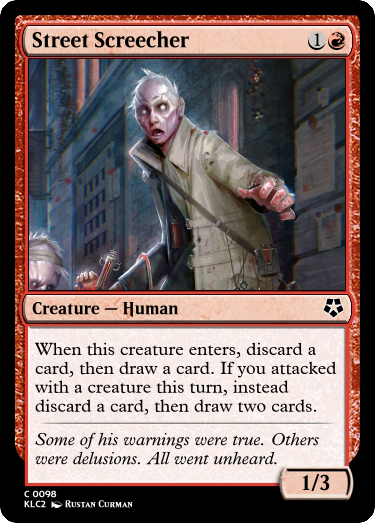 Street Screecher 1
Creature — Human
When this creature enters, discard a
card, then draw a card. If you attacked
with a creature this turn, instead
discard a card, then draw two cards.
Some of his warnings were true. Others
were delusions. All went unheard.
1/3
C 0098
KLC2 Rustan Curman